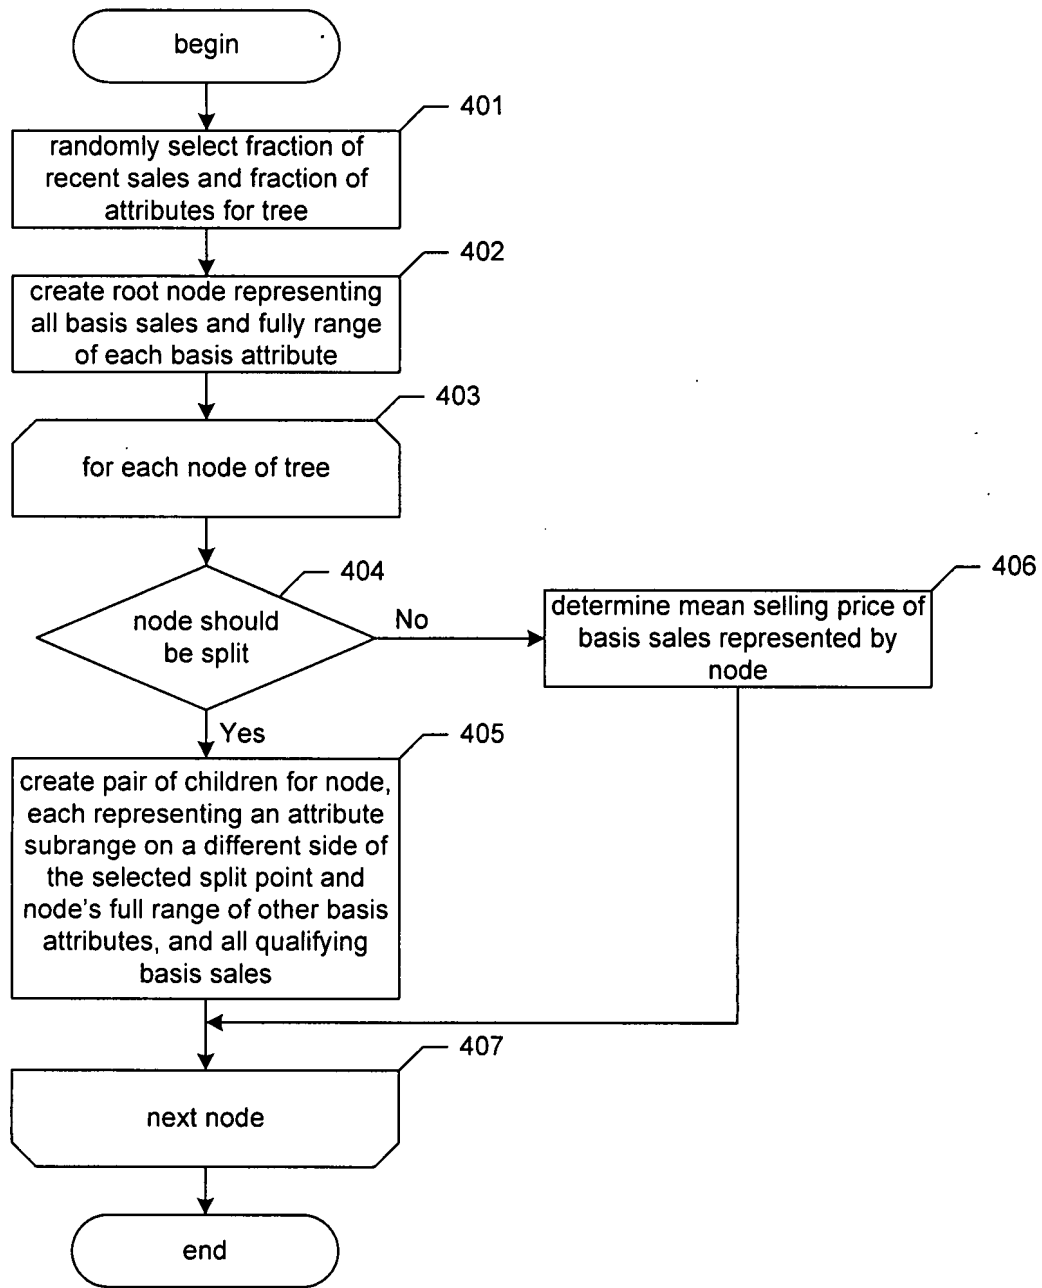 begin
401
randomly select fraction of
recent sales and fraction of
attributes for tree
402
create root node representing
all basis sales and fully range
of each basis attribute
403
for each node of tree
404
node should
be split
No
406
determine mean selling price of
basis sales represented by
node
Yes
405
create pair of children for node,
each representing an attribute
subrange on a different side of
the selected split point and
node's full range of other basis
attributes, and all qualifying
basis sales
407
next node
end